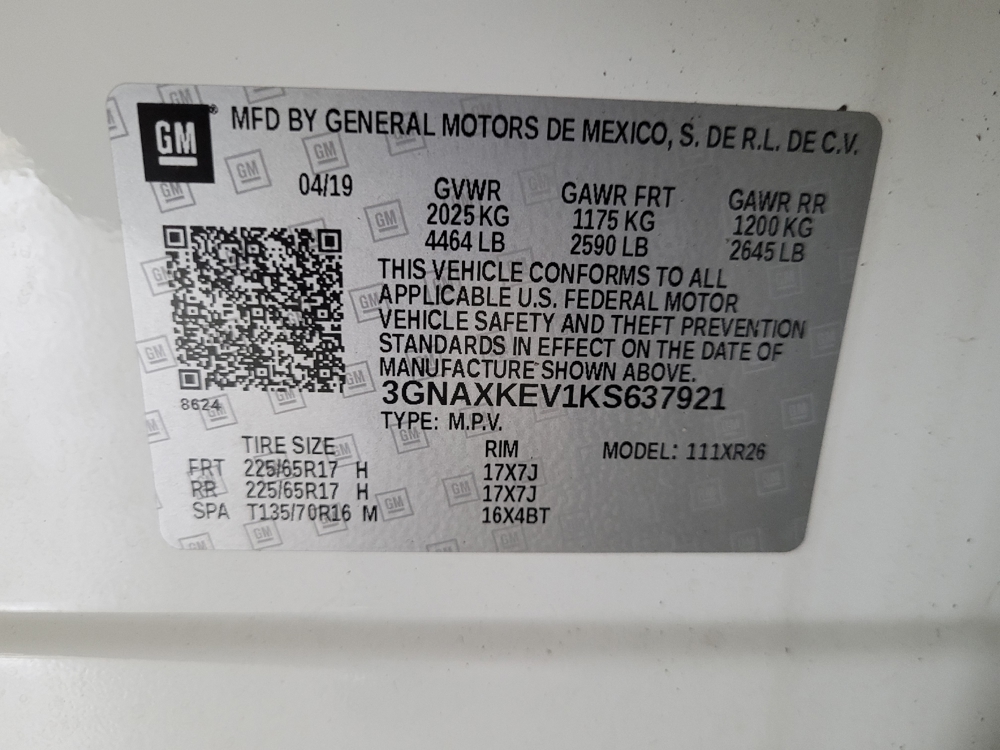 GM
MFD BY GENERAL MOTORS DE MEXICO, S. DE R.L. DE C.V.
04/19
GVWR GAWR FRT GAWR RR
2025 KG 1175 KG 1200 KG
4464 LB 2590 LB 2645 LB
THIS VEHICLE CONFORMS TO ALL
APPLICABLE U.S. FEDERAL MOTOR
VEHICLE SAFETY AND THEFT PREVENTION
STANDARDS IN EFFECT ON THE DATE OF
MANUFACTURE SHOWN ABOVE.
8624
3GNAXKEV1KS637921
TYPE: M.P.V.
TIRE SIZE RIM MODEL: 111XR26
FRT 225/65R17 H 17X7J
RR 225/65R17 H 17X7J
SPA T135/70R16 M 16X4BT